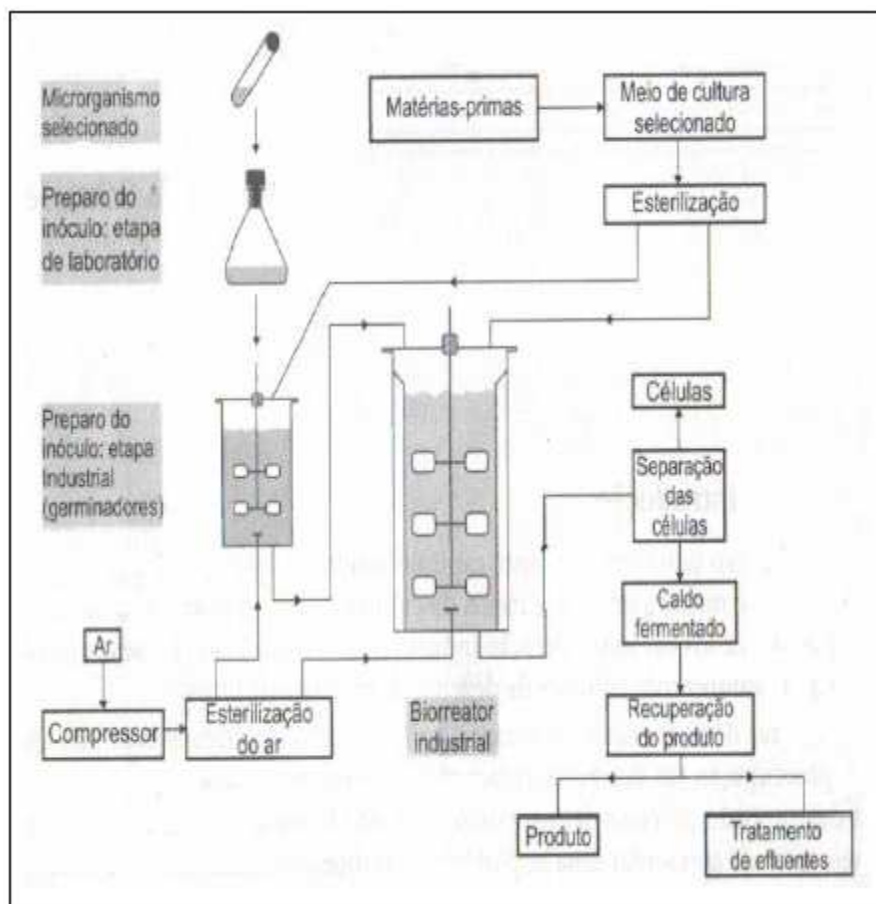 Microrganismo
selecionado
Preparo do
inóculo: etapa
de laboratório
Preparo do
inóculo: etapa
Industrial
(germinadores)
Matérias-primas
Meio de cultura
selecionado
Esterilização
Células
Separação
das
células
Caldo
fermentado
Recuperação
do produto
Produto
Tratamento
de efluentes
Ar
Compressor
Esterilização
do ar
Biorreator
industrial